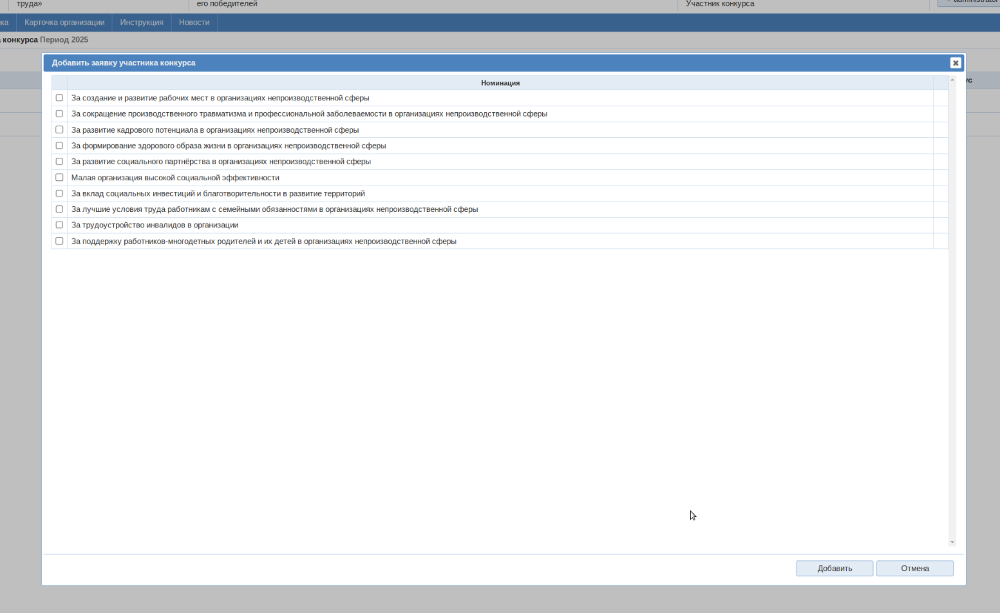 труда»
его победителей
Участник конкурса
Карточка организации
Инструкция
Новости
конкурса Период 2025
Добавить заявку участника конкурса
Номинация
За создание и развитие рабочих мест в организациях непроизводственной сферы
За сокращение производственного травматизма и профессиональной заболеваемости в организациях непроизводственной сферы
За развитие кадрового потенциала в организациях непроизводственной сферы
За формирование здорового образа жизни в организациях непроизводственной сферы
За развитие социального партнёрства в организациях непроизводственной сферы
Малая организация высокой социальной эффективности
За вклад социальных инвестиций и благотворительности в развитие территорий
За лучшие условия труда работникам с семейными обязанностями в организациях непроизводственной сферы
За трудоустройство инвалидов в организации
За поддержку работников-многодетных родителей и их детей в организациях непроизводственной сферы
Добавить
Отмена